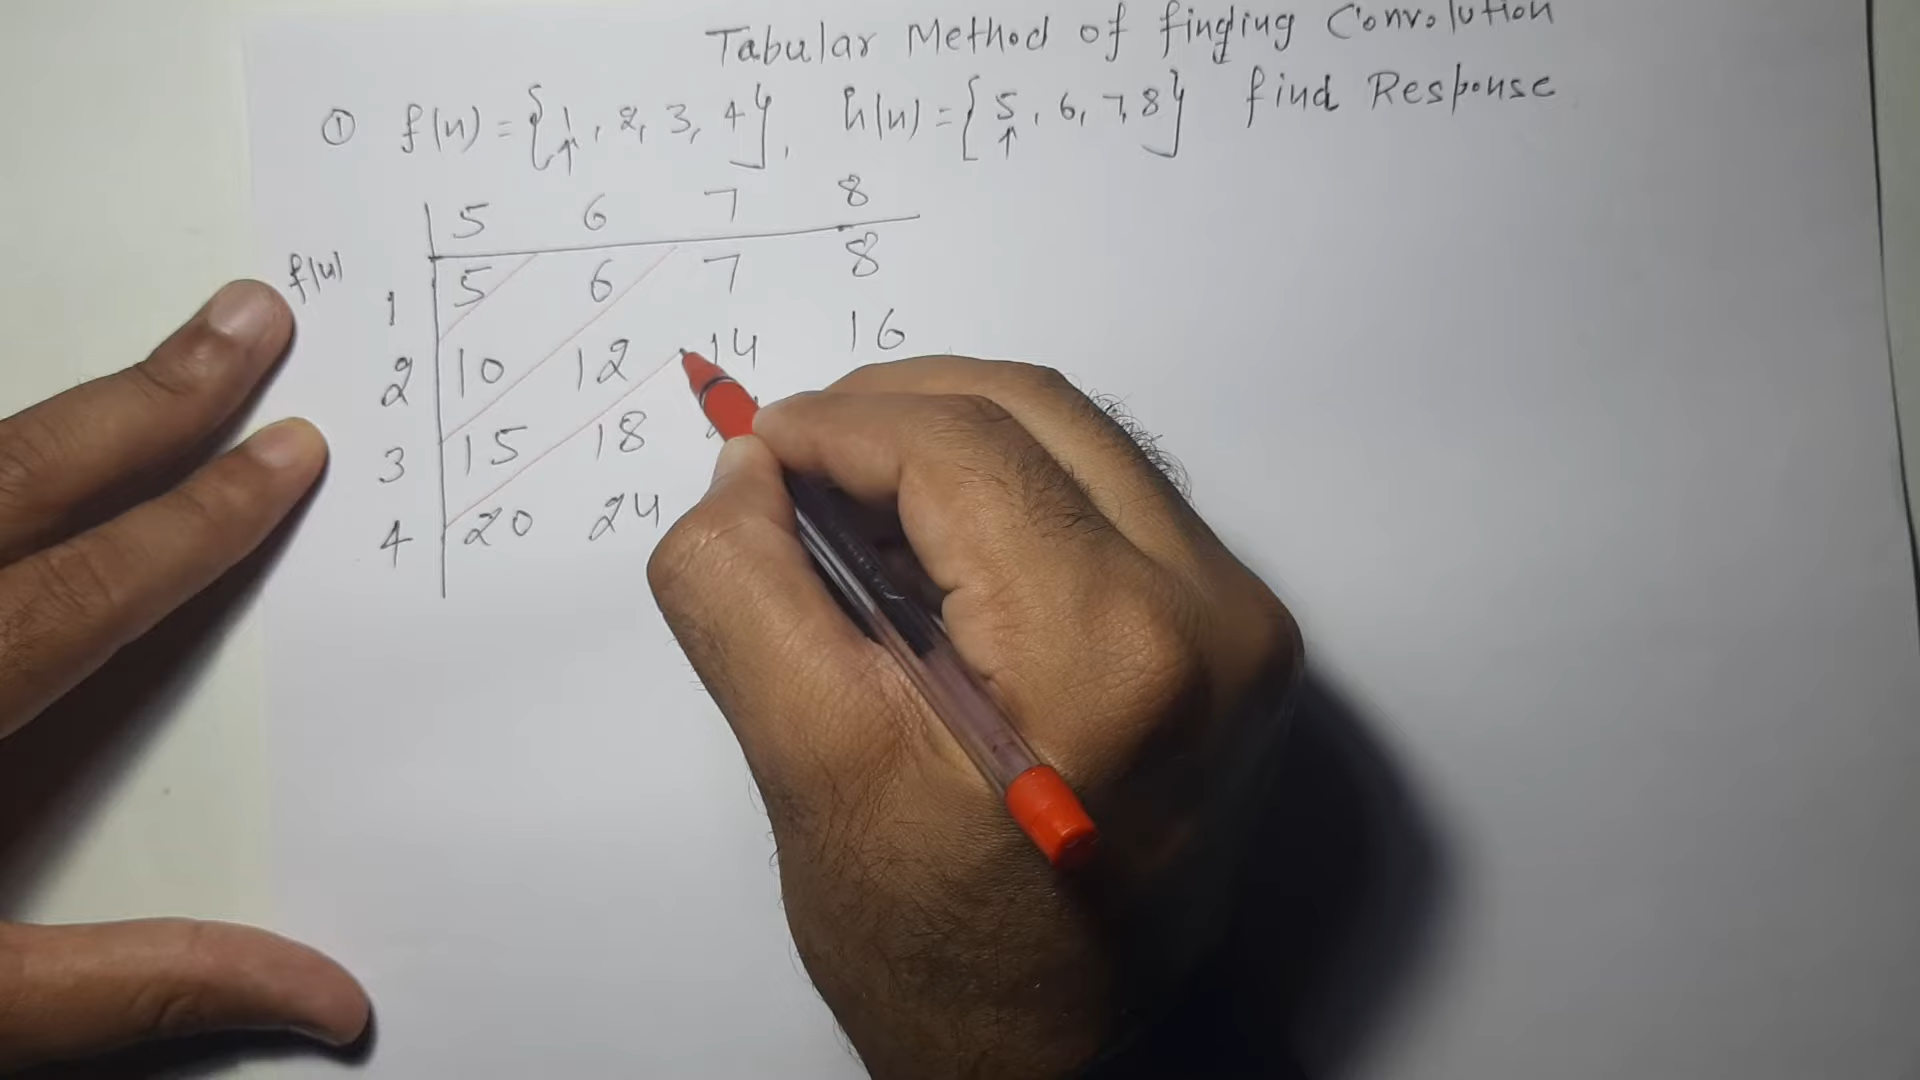 Tabular Method of finging Convolution
① f(n) = {1, 2, 3, 4}, h(n) = {5, 6, 7, 8} find Response
↑ ↑
5 6 7 8
f(n)
1 5 6 7 8
2 10 12 14 16
3 15 18
4 20 24